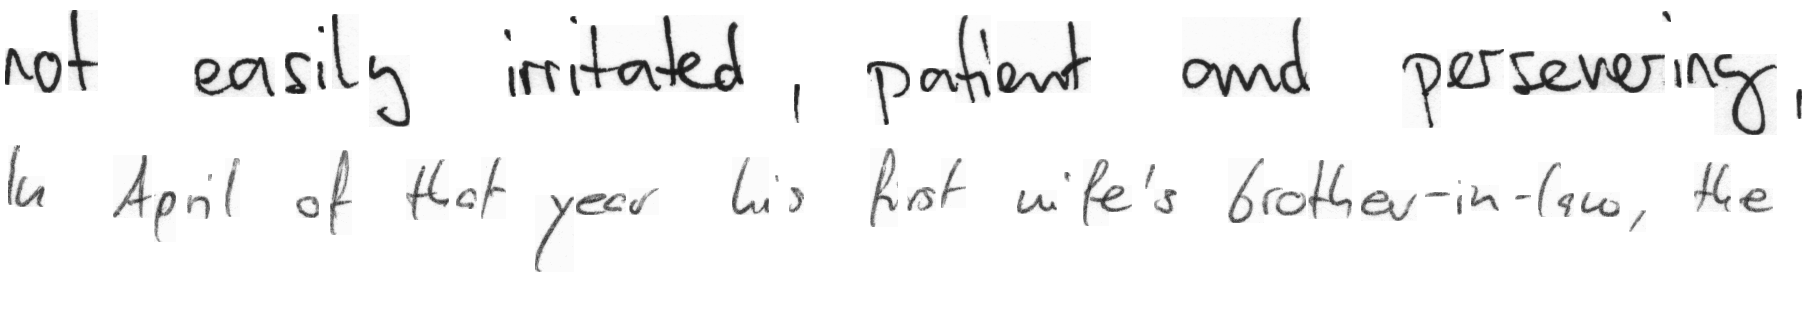 not easily irritated, patient and persevering,
In April of that year his first wife's brother-in-law, the